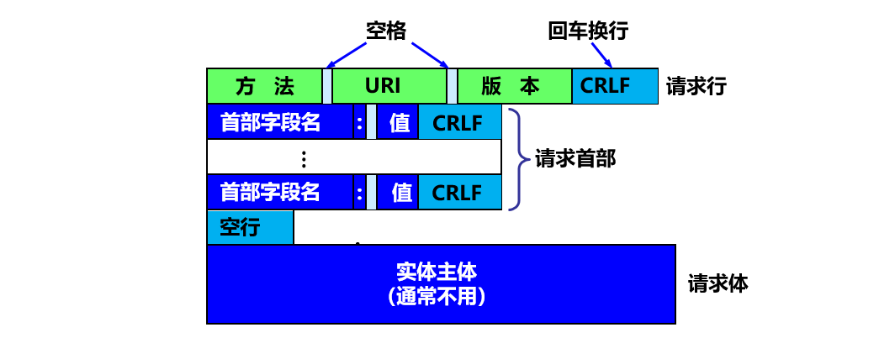 空格
回车换行
方 法 URI 版 本 CRLF 请求行
首部字段名 : 值 CRLF
⋮ 请求首部
首部字段名 : 值 CRLF
空行
实体主体
(通常不用)
请求体